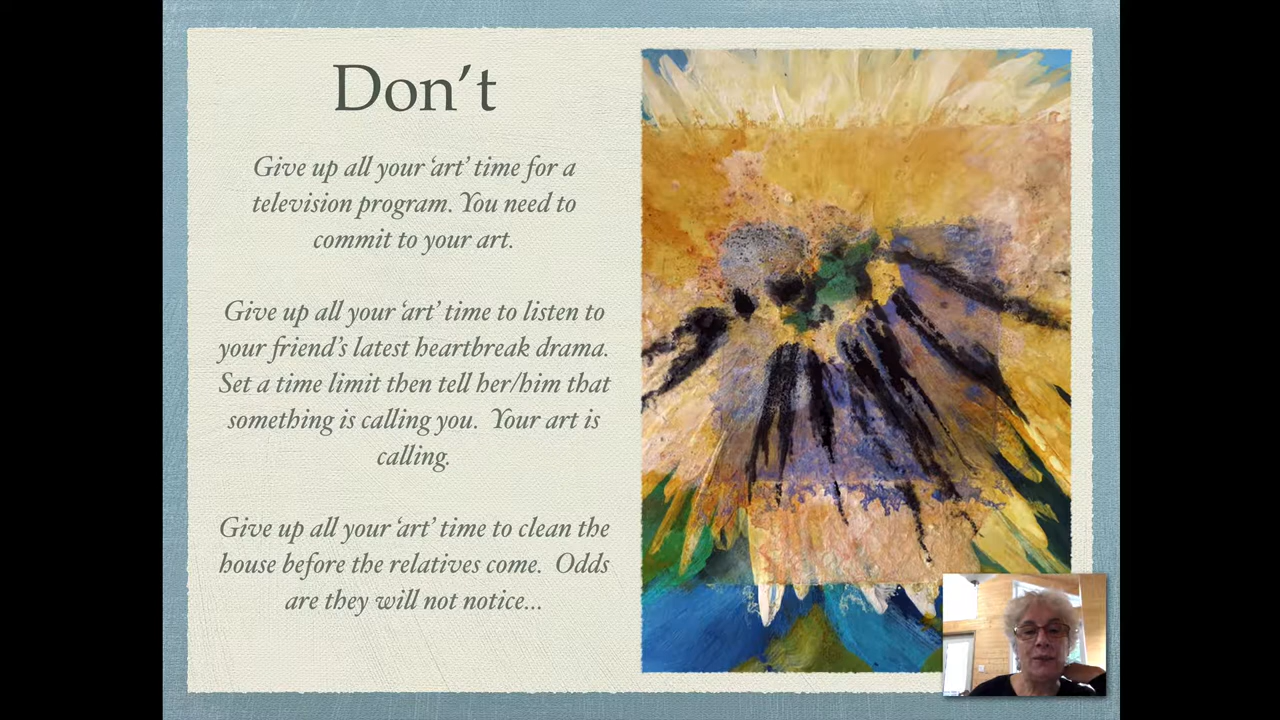 Don't
Give up all your ‘art’ time for a
television program. You need to
commit to your art.
Give up all your ‘art’ time to listen to
your friend’s latest heartbreak drama.
Set a time limit then tell her/him that
something is calling you. Your art is
calling.
Give up all your ‘art’ time to clean the
house before the relatives come. Odds
are they will not notice...